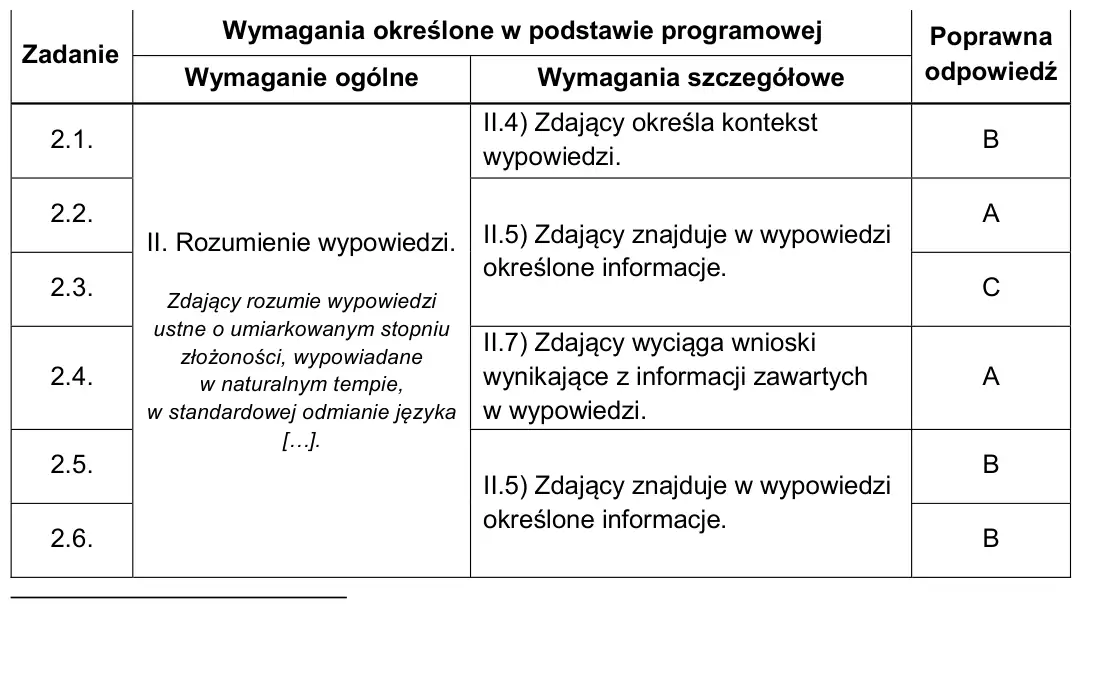 Zadanie
Wymagania określone w podstawie programowej
Poprawna
odpowiedź
Wymaganie ogólne
Wymagania szczegółowe
2.1.
II. Rozumienie wypowiedzi.
Zdający rozumie wypowiedzi
ustne o umiarkowanym stopniu
złożoności, wypowiadane
w naturalnym tempie,
w standardowej odmianie języka
[…].
II.4) Zdający określa kontekst
wypowiedzi.
B
2.2.
II.5) Zdający znajduje w wypowiedzi
określone informacje.
A
2.3.
C
2.4.
II.7) Zdający wyciąga wnioski
wynikające z informacji zawartych
w wypowiedzi.
A
2.5.
II.5) Zdający znajduje w wypowiedzi
określone informacje.
B
2.6.
B